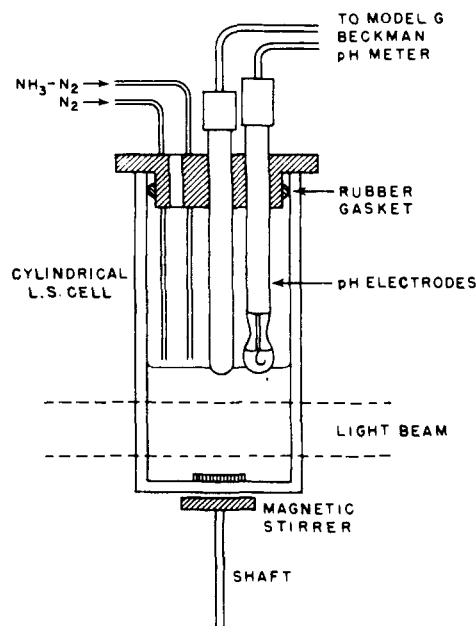 TO MODEL G
BECKMAN
pH METER
NH3-N2
N2
RUBBER
GASKET
CYLINDRICAL
L.S. CELL
pH ELECTRODES
LIGHT BEAM
MAGNETIC
STIRRER
SHAFT